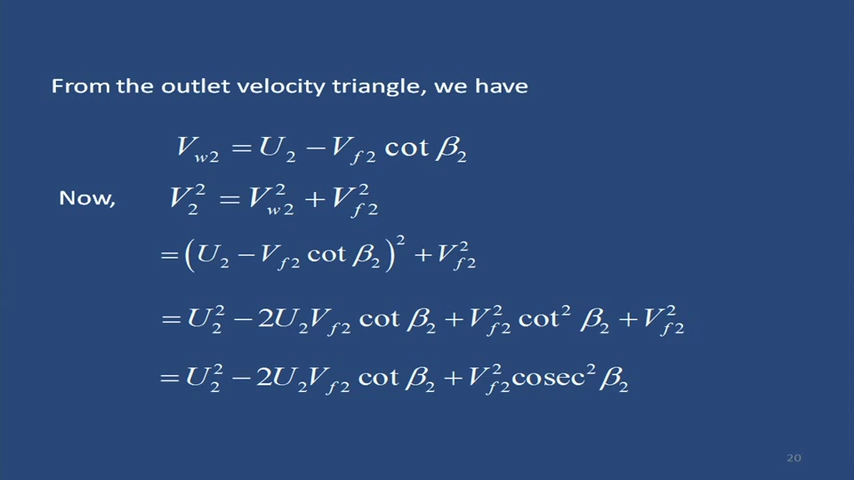 From the outlet velocity triangle, we have
V_{w2} = U_2 − V_{f2} cot β_2
Now, V_2^2 = V_{w2}^2 + V_{f2}^2
= (U_2 − V_{f2} cot β_2)^2 + V_{f2}^2
= U_2^2 − 2U_2V_{f2} cot β_2 + V_{f2}^2 cot^2 β_2 + V_{f2}^2
= U_2^2 − 2U_2V_{f2} cot β_2 + V_{f2}^2 cosec^2 β_2
20